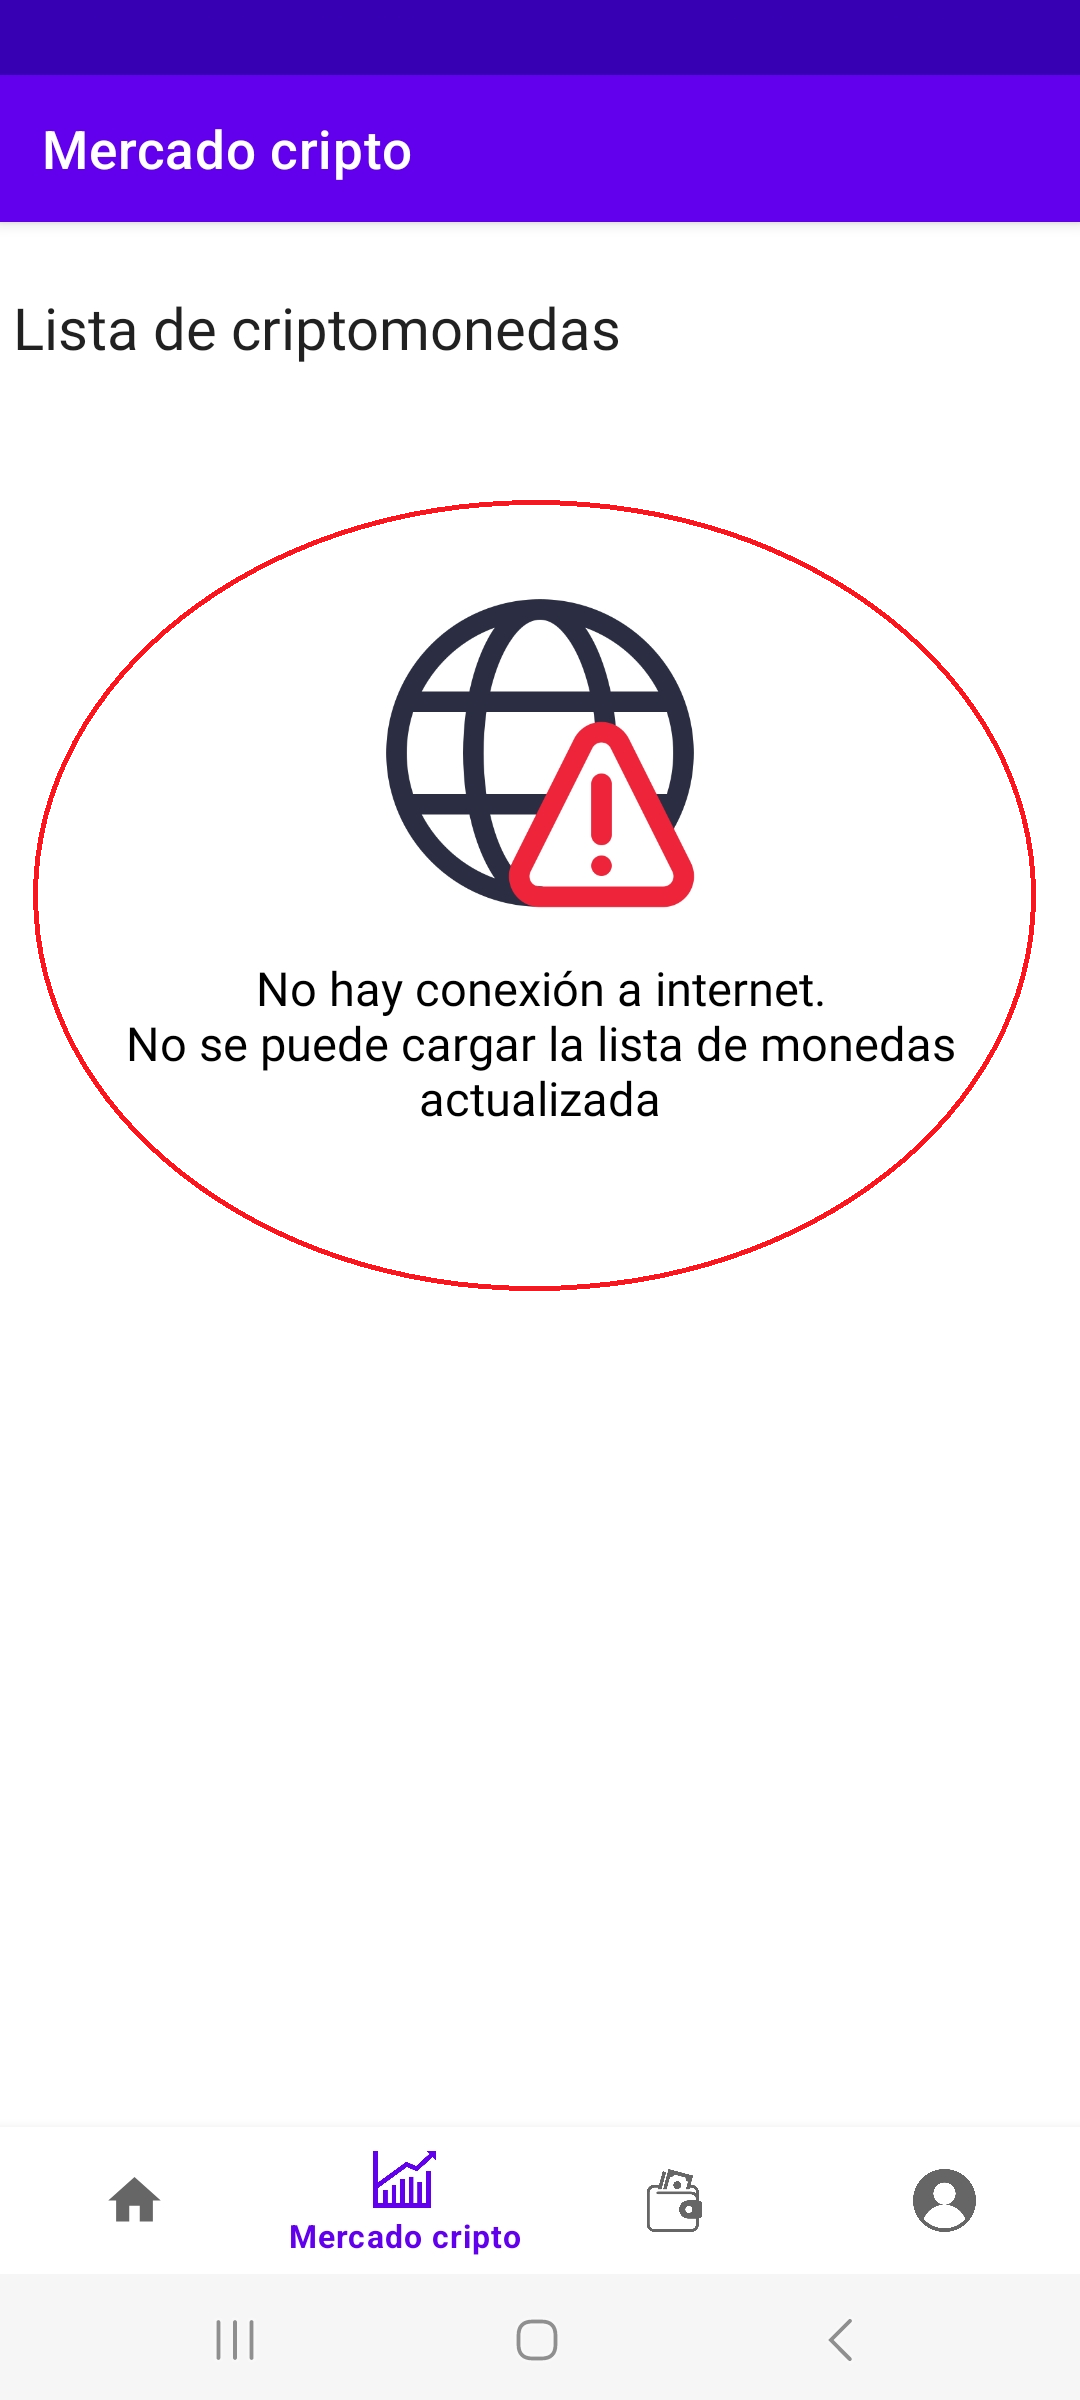 Mercado cripto
Lista de criptomonedas
No hay conexión a internet.
No se puede cargar la lista de monedas
actualizada
Mercado cripto